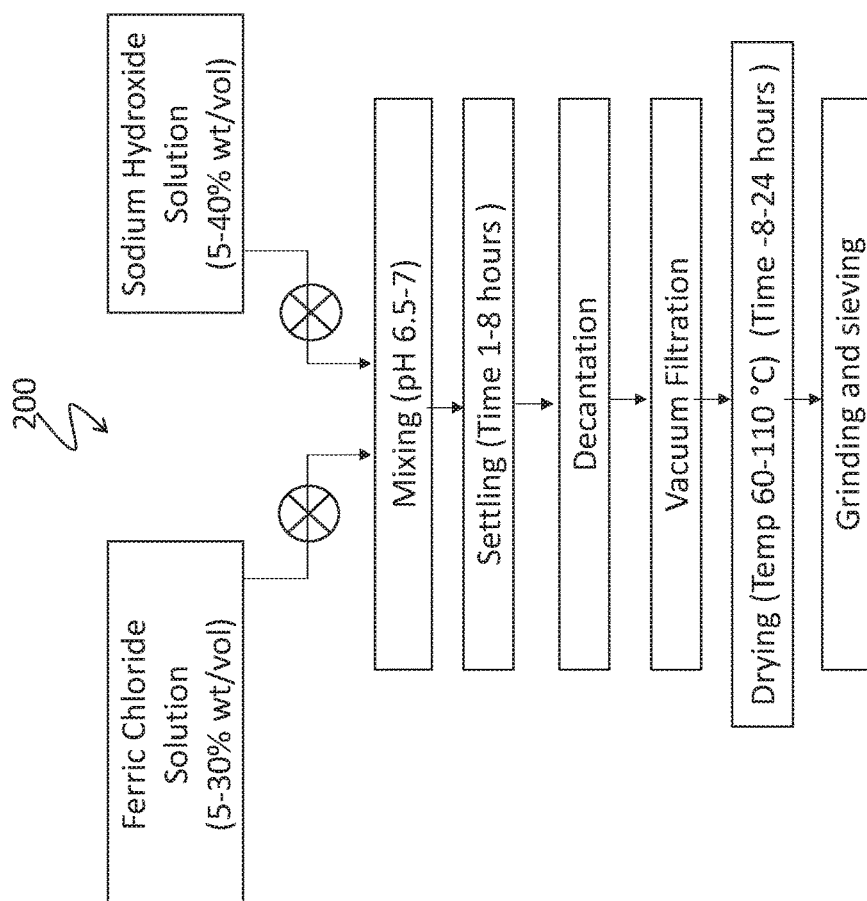 200
Ferric Chloride
Solution
(5-30% wt/vol)
Sodium Hydroxide
Solution
(5-40% wt/vol)
Mixing (pH 6.5-7)
Settling (Time 1-8 hours )
Decantation
Vacuum Filtration
Drying (Temp 60-110 °C)  (Time -8-24 hours )
Grinding and sieving